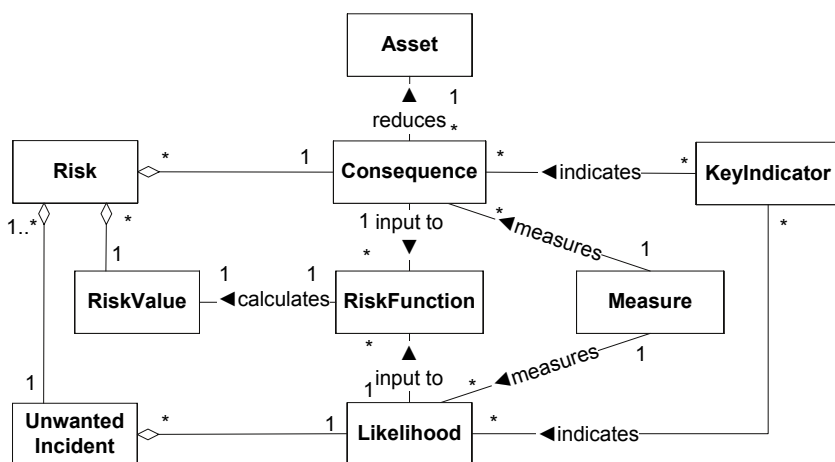 Asset
1
reduces
*
Risk
*
1
Consequence
*
indicates
*
KeyIndicator
1..*
*
1
input to
*
measures
1
*
*
1
1
calculates
1
RiskValue
RiskFunction
Measure
*
1
input to
1
*
measures
1
Unwanted
Incident
*
1
Likelihood
*
indicates